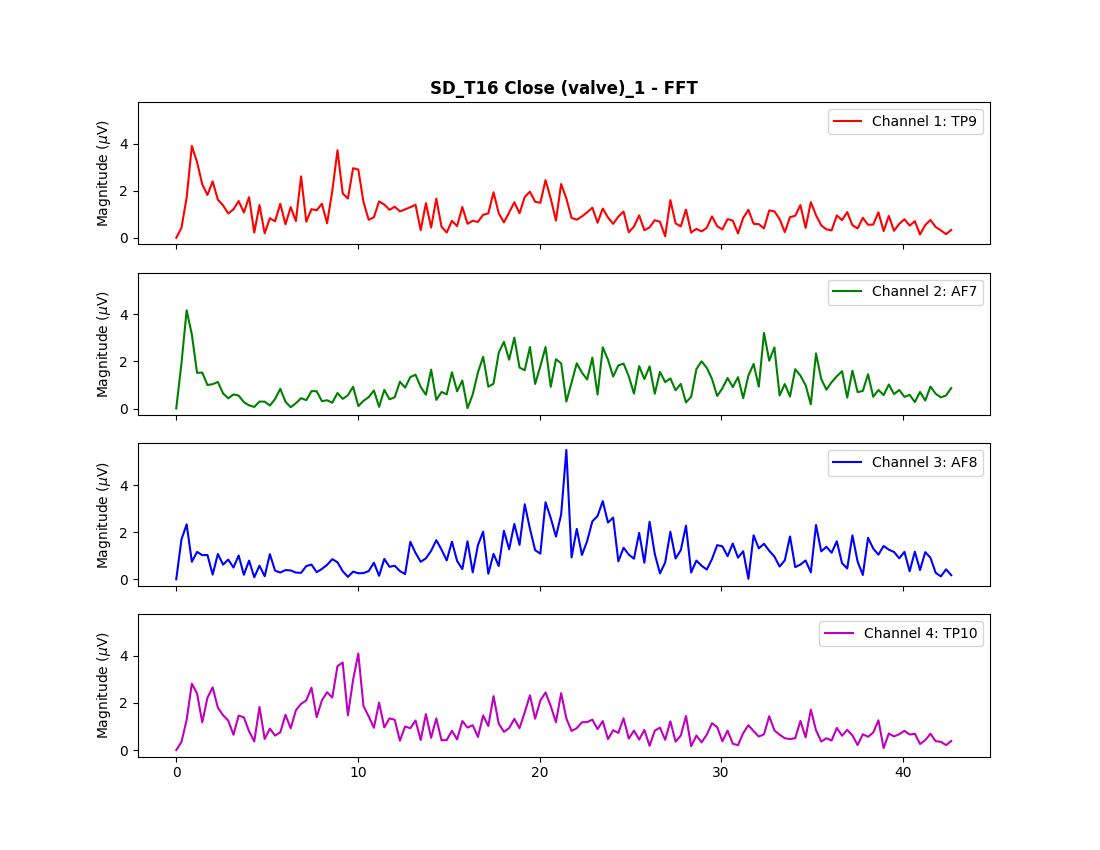 SD_T16 Close (valve)_1 - FFT
Magnitude (μV)
4
2
0
Channel 1: TP9
Magnitude (μV)
4
2
0
Channel 2: AF7
Magnitude (μV)
4
2
0
Channel 3: AF8
Magnitude (μV)
4
2
0
Channel 4: TP10
0 10 20 30 40